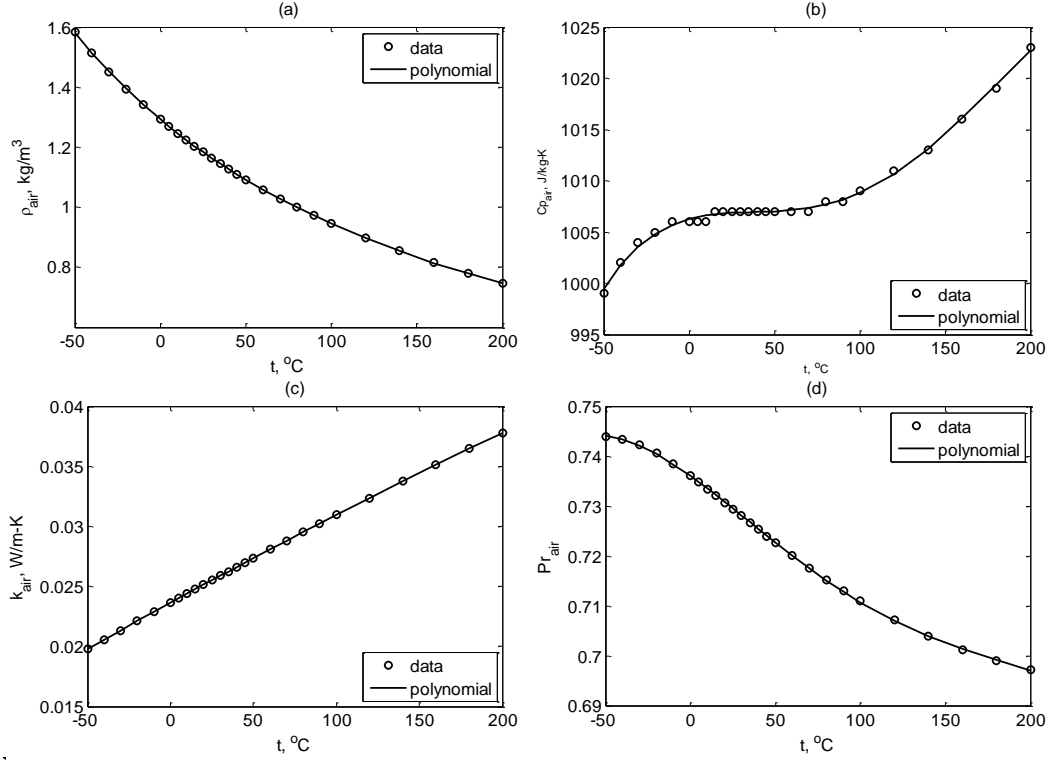 (a)
1.6
1.4
1.2
1
0.8
-50 0 50 100 150 200
ρair, kg/m³
t, °C
data
polynomial
(b)
1025
1020
1015
1010
1005
1000
995
-50 0 50 100 150 200
Cpair, J/kg-K
t, °C
data
polynomial
(c)
0.04
0.035
0.03
0.025
0.02
0.015
-50 0 50 100 150 200
kair, W/m-K
t, °C
data
polynomial
(d)
0.75
0.74
0.73
0.72
0.71
0.7
0.69
-50 0 50 100 150 200
Prair
t, °C
data
polynomial